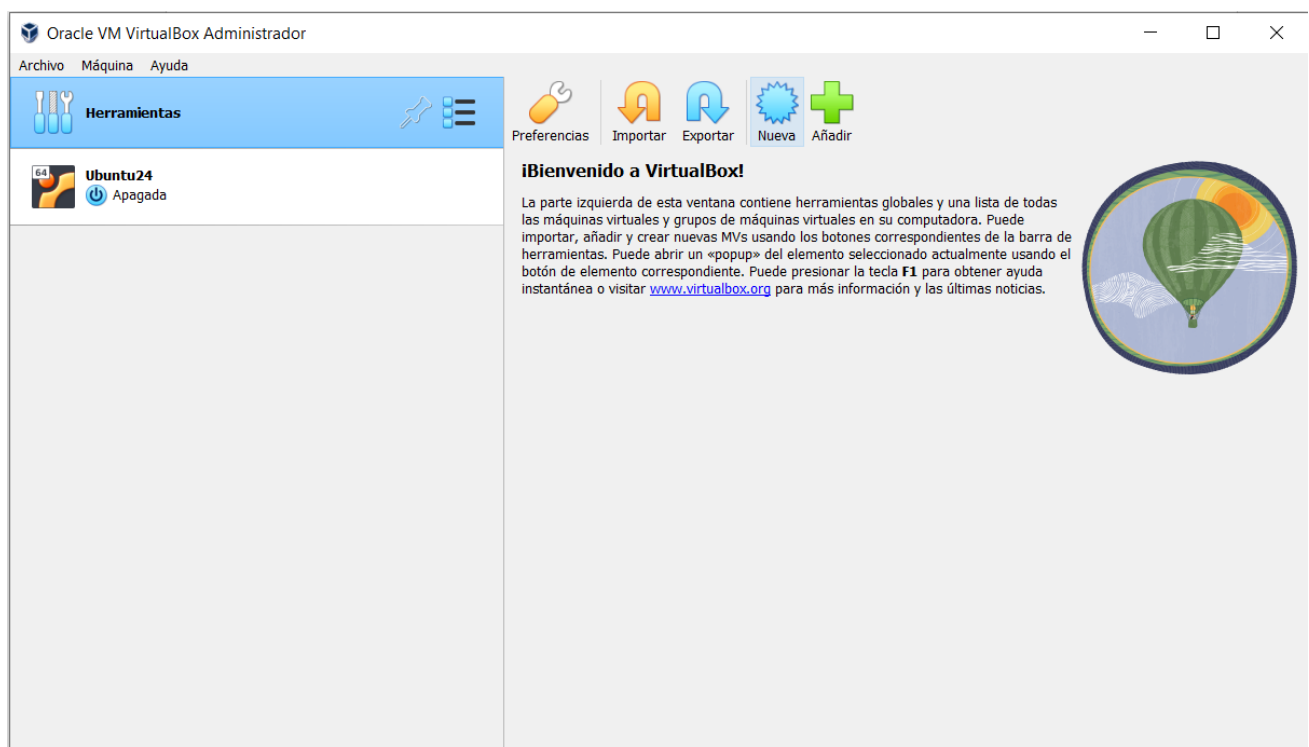 Oracle VM VirtualBox Administrador
Archivo Máquina Ayuda
Herramientas
64
Ubuntu24
Apagada
Preferencias Importar Exportar Nueva Añadir
¡Bienvenido a VirtualBox!
La parte izquierda de esta ventana contiene herramientas globales y una lista de todas
las máquinas virtuales y grupos de máquinas virtuales en su computadora. Puede
importar, añadir y crear nuevas MVs usando los botones correspondientes de la barra de
herramientas. Puede abrir un «popup» del elemento seleccionado actualmente usando el
botón de elemento correspondiente. Puede presionar la tecla F1 para obtener ayuda
instantánea o visitar www.virtualbox.org para más información y las últimas noticias.